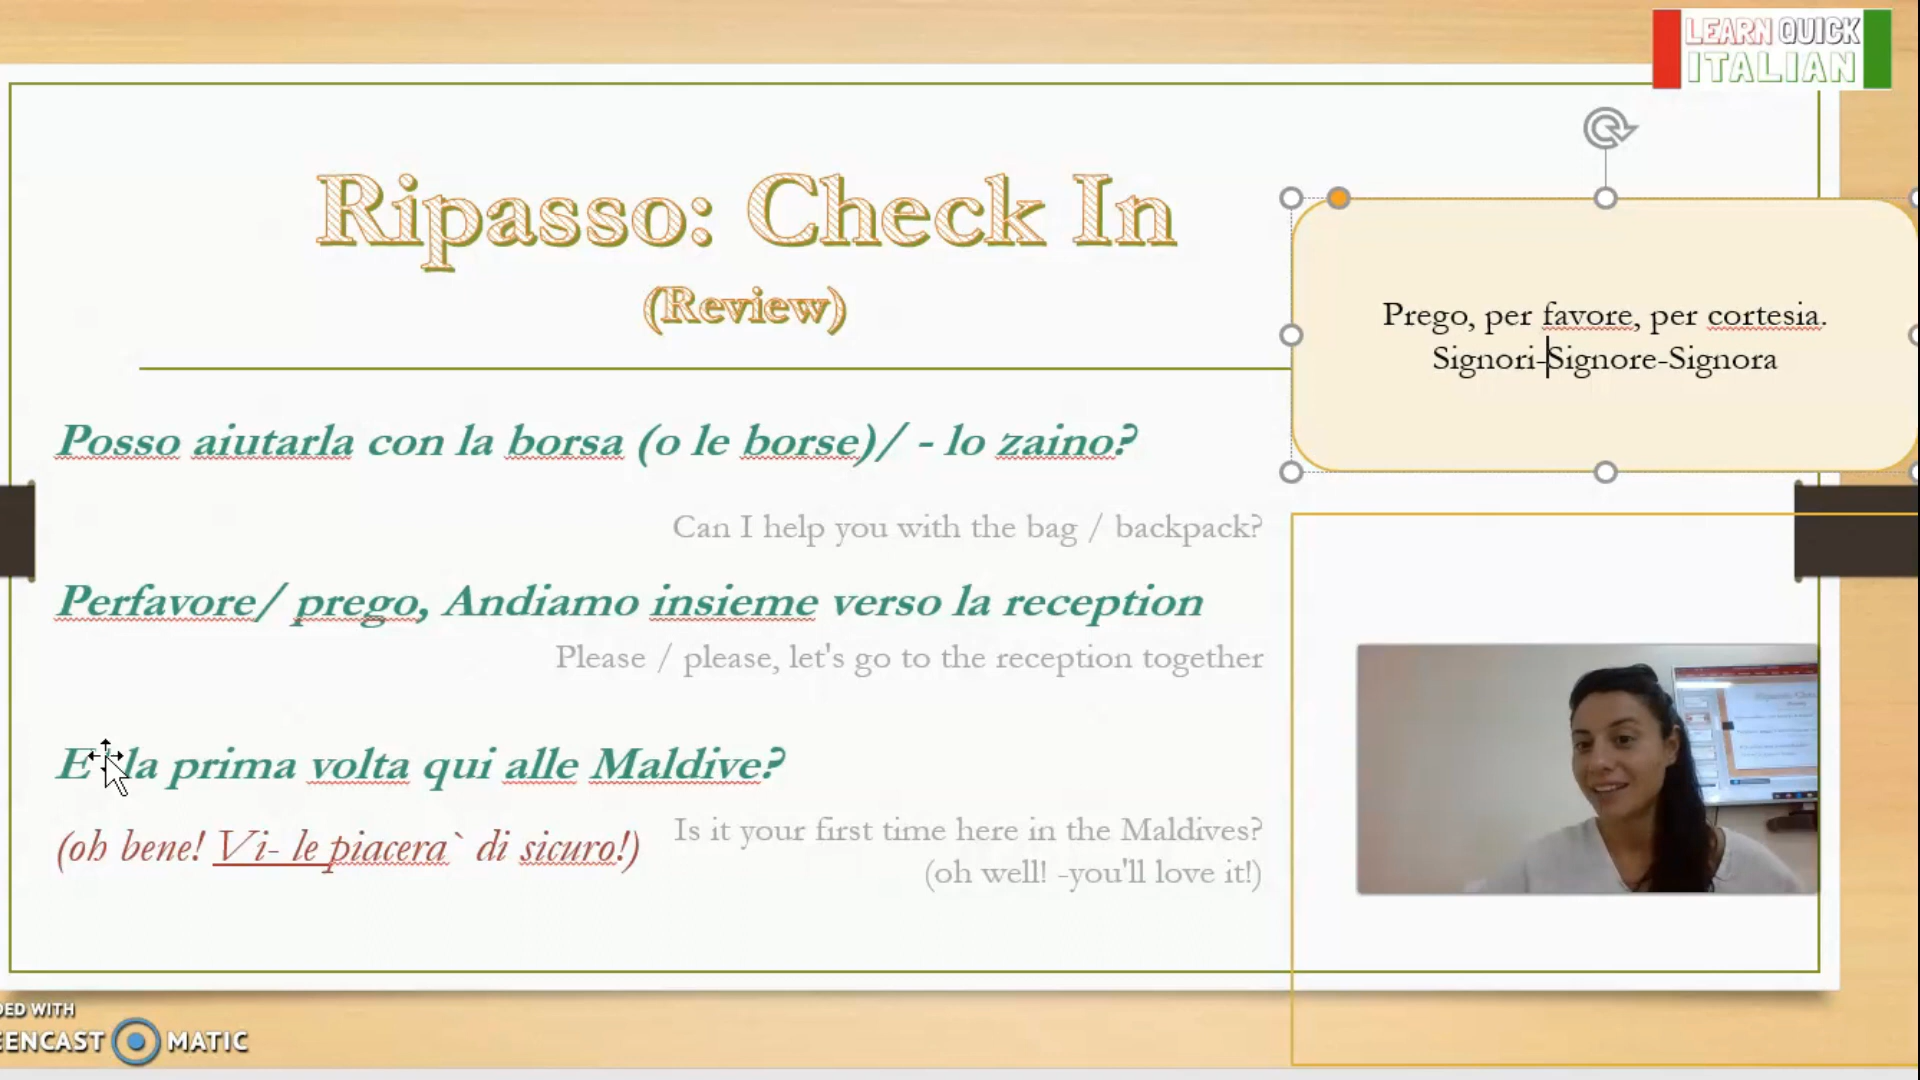 LEARN QUICK
ITALIAN
Ripasso: Check In
(Review)
Prego, per favore, per cortesia.
Signori-Signore-Signora
Posso aiutarla con la borsa (o le borse)/ - lo zaino?
Can I help you with the bag / backpack?
Perfavore/ prego, Andiamo insieme verso la reception
Please / please, let's go to the reception together
E la prima volta qui alle Maldive?
(oh bene! Vi- le piacera` di sicuro!)
Is it your first time here in the Maldives?
(oh well! -you'll love it!)
DED WITH
EENCAST MATIC